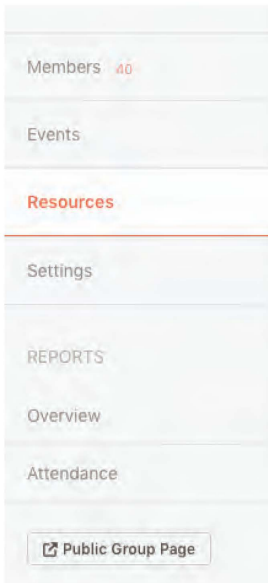 Members 40
Events
Resources
Settings
REPORTS
Overview
Attendance
Public Group Page